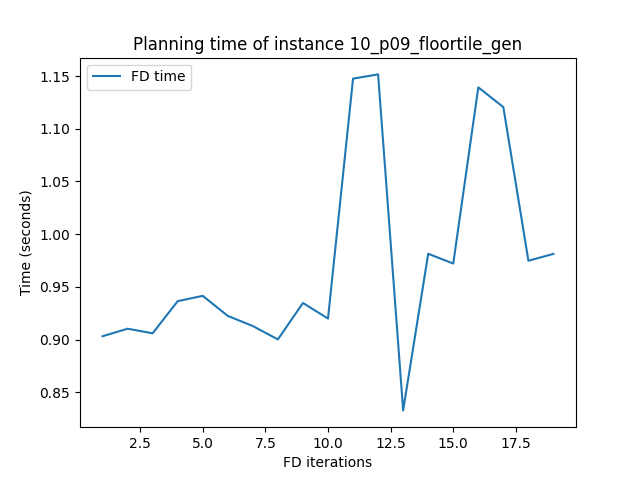 Planning time of instance 10_p09_floortile_gen
FD time
1.15
1.10
1.05
1.00
0.95
0.90
0.85
Time (seconds)
2.5 5.0 7.5 10.0 12.5 15.0 17.5
FD iterations